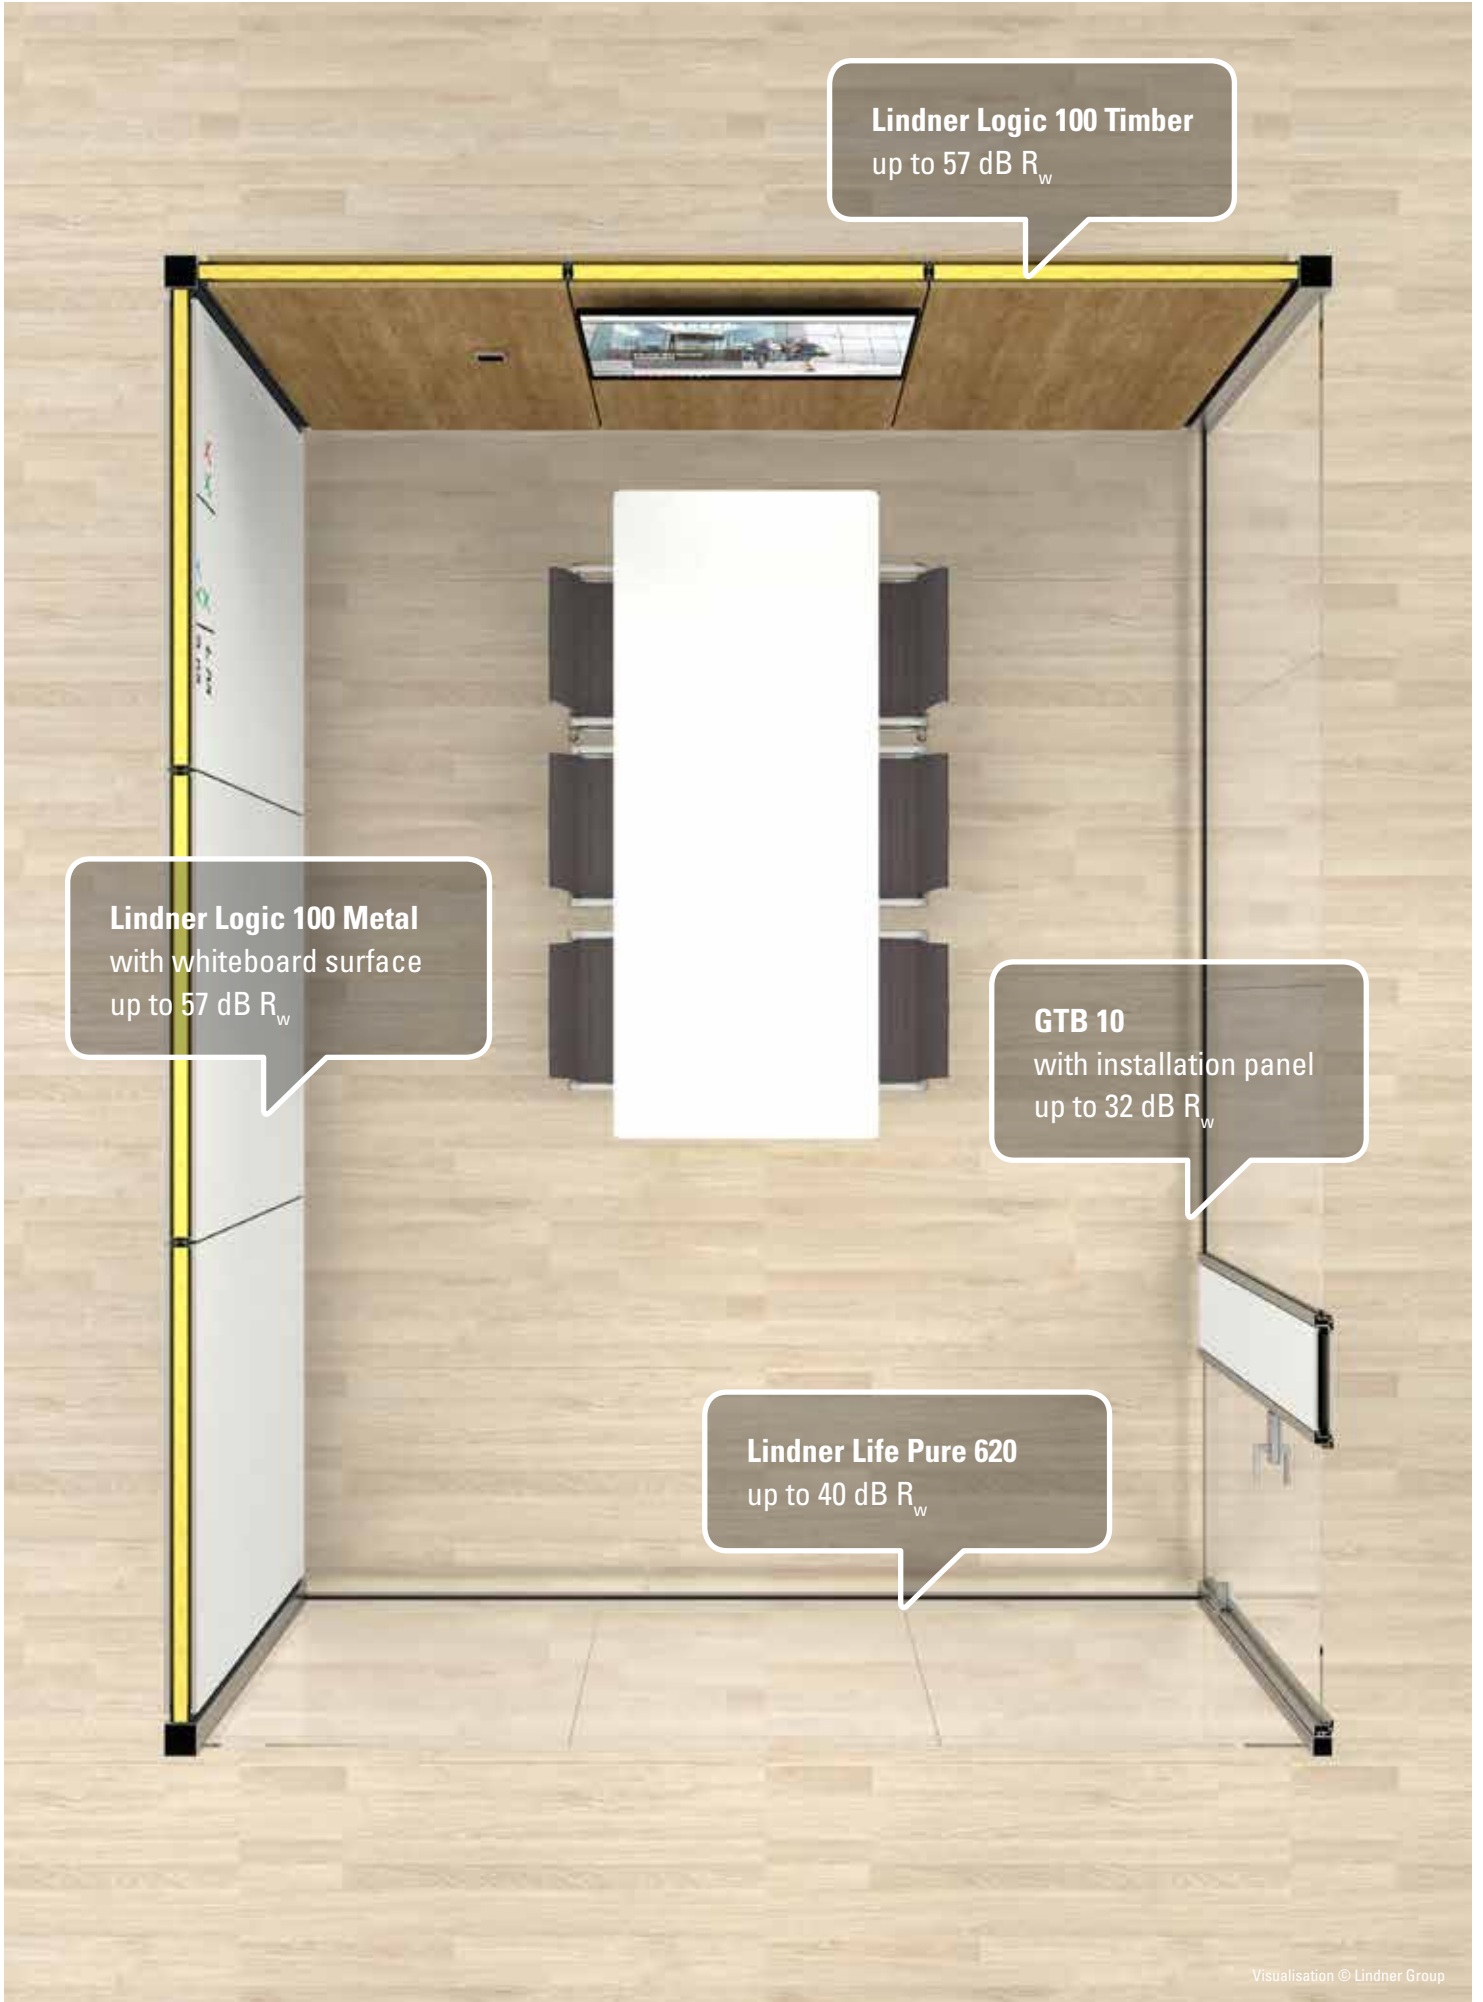 Lindner Logic 100 Timber
up to 57 dB Rw
Lindner Logic 100 Metal
with whiteboard surface
up to 57 dB Rw
GTB 10
with installation panel
up to 32 dB Rw
Lindner Life Pure 620
up to 40 dB Rw
Visualisation © Lindner Group